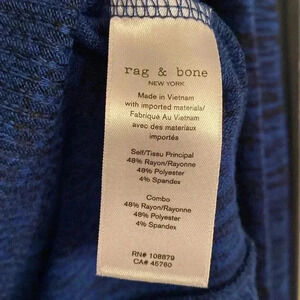 rag & bone
NEW YORK
Made in Vietnam
with imported materials/
Fabriqué Au Vietnam
avec des materiaux
importés
Self/Tissu Principal
48% Rayon/Rayonne
48% Polyester
4% Spandex
Combo
48% Rayon/Rayonne
48% Polyester
4% Spandex
RN# 108879
CA# 45760